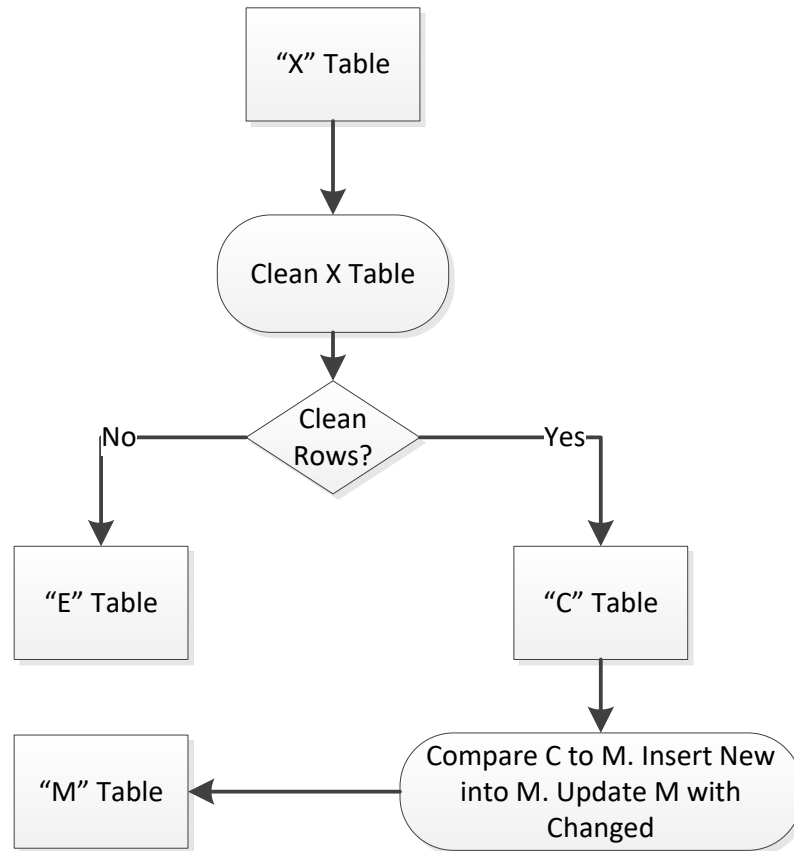 “X” Table
Clean X Table
Clean
Rows?
No
Yes
“E” Table
“C” Table
“M” Table
Compare C to M. Insert New
into M. Update M with
Changed